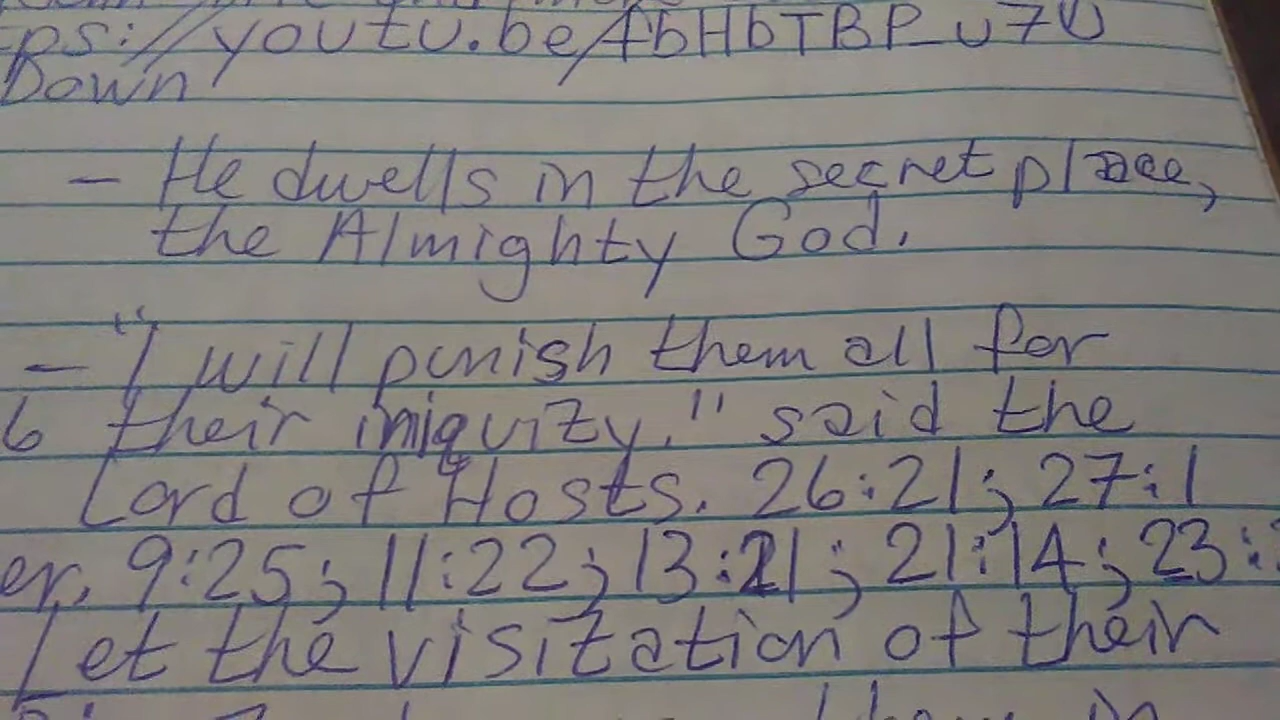 ps://youtu.be/fbHbTBP_u7U
Down
- He dwells in the secret place,
the Almighty God.
- "I will punish them all for
6 their iniquity." said the
Lord of Hosts. 26:21; 27:1
er. 9:25; 11:22; 13:21; 21:14; 23:
Let the visitation of their